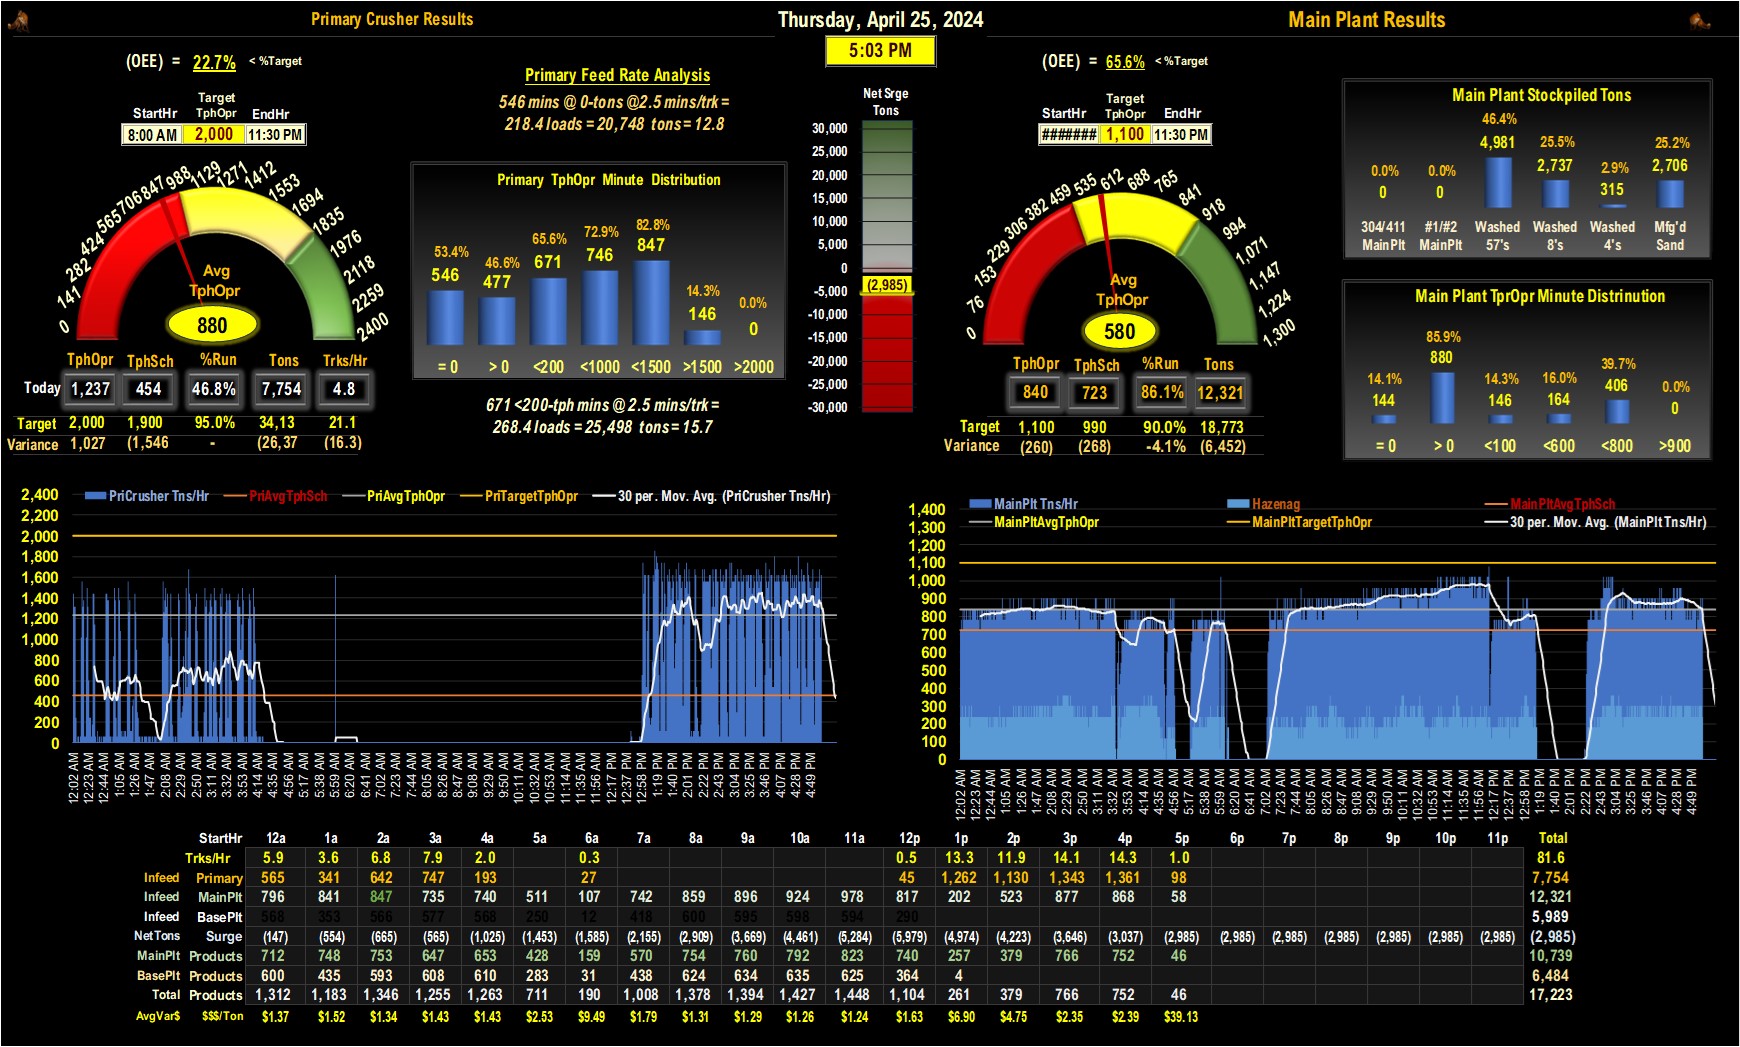 Primary Crusher Results
Thursday, April 25, 2024
Main Plant Results
5:03 PM
(OEE) = 22.7% < %Target
StartHr Target TphOpr EndHr
8:00 AM 2,000 11:30 PM
0 141 282 424 565 706 847 988 1129 1271 1412 1553 1694 1835 1976 2118 2259 2400
Avg
TphOpr
880
TphOpr TphSch %Run Tons Trks/Hr
Today 1,237 454 46.8% 7,754 4.8
Target 2,000 1,900 95.0% 34,13 21.1
Variance 1,027 (1,546 - (26,37 (16.3)
Primary Feed Rate Analysis
546 mins @ 0-tons @2.5 mins/trk =
218.4 loads = 20,748 tons = 12.8
Primary TphOpr Minute Distribution
53.4% 46.6% 65.6% 72.9% 82.8% 14.3% 0.0%
546 477 671 746 847 146 0
= 0 > 0 <200 <1000 <1500 >1500 >2000
671 <200-tph mins @ 2.5 mins/trk =
268.4 loads = 25,498 tons = 15.7
Net Srge
Tons
30,000
25,000
20,000
15,000
10,000
5,000
0
(2,985)
-5,000
-10,000
-15,000
-20,000
-25,000
-30,000
(OEE) = 65.6% < %Target
StartHr Target TphOpr EndHr
####### 1,100 11:30 PM
0 76 153 229 306 382 459 535 612 688 765 841 918 994 1,071 1,147 1,224 1,300
Avg
TphOpr
580
TphOpr TphSch %Run Tons
840 723 86.1% 12,321
Target 1,100 990 90.0% 18,773
Variance (260) (268) -4.1% (6,452)
Main Plant Stockpiled Tons
0.0% 0.0% 46.4% 25.5% 2.9% 25.2%
0 0 4,981 2,737 315 2,706
304/411 #1/#2 Washed Washed Washed Mfg'd
MainPlt MainPlt 57's 8's 4's Sand
Main Plant TprOpr Minute Distrinution
14.1% 85.9% 14.3% 16.0% 39.7% 0.0%
144 880 146 164 406 0
= 0 > 0 <100 <600 <800 >900
PriCrusher Tns/Hr PriAvgTphSch PriAvgTphOpr PriTargetTphOpr 30 per. Mov. Avg. (PriCrusher Tns/Hr)
2,400
2,200
2,000
1,800
1,600
1,400
1,200
1,000
800
600
400
200
0
12:02 AM 12:23 AM 12:44 AM 1:05 AM 1:26 AM 1:47 AM 2:08 AM 2:29 AM 2:50 AM 3:11 AM 3:32 AM 3:53 AM 4:14 AM 4:35 AM 4:56 AM 5:17 AM 5:38 AM 5:59 AM 6:20 AM 6:41 AM 7:02 AM 7:23 AM 7:44 AM 8:05 AM 8:26 AM 8:47 AM 9:08 AM 9:29 AM 9:50 AM 10:11 AM 10:32 AM 10:53 AM 11:14 AM 11:35 AM 11:56 AM 12:17 PM 12:37 PM 12:58 PM 1:19 PM 1:40 PM 2:01 PM 2:22 PM 2:43 PM 3:04 PM 3:25 PM 3:46 PM 4:07 PM 4:28 PM 4:49 PM
MainPlt Tns/Hr Hazenag MainPltAvgTphSch
MainPltAvgTphOpr MainPltTargetTphOpr 30 per. Mov. Avg. (MainPlt Tns/Hr)
1,400
1,300
1,200
1,100
1,000
900
800
700
600
500
400
300
200
100
0
12:02 AM 12:23 AM 12:44 AM 1:05 AM 1:26 AM 1:47 AM 2:08 AM 2:29 AM 2:50 AM 3:11 AM 3:32 AM 3:53 AM 4:14 AM 4:35 AM 4:56 AM 5:17 AM 5:38 AM 5:59 AM 6:20 AM 6:41 AM 7:02 AM 7:23 AM 7:44 AM 8:05 AM 8:26 AM 8:47 AM 9:08 AM 9:29 AM 9:50 AM 10:11 AM 10:32 AM 10:53 AM 11:14 AM 11:35 AM 11:56 AM 12:17 PM 12:37 PM 12:58 PM 1:19 PM 1:40 PM 2:01 PM 2:22 PM 2:43 PM 3:04 PM 3:25 PM 3:46 PM 4:07 PM 4:28 PM 4:49 PM
StartHr 12a 1a 2a 3a 4a 5a 6a 7a 8a 9a 10a 11a 12p 1p 2p 3p 4p 5p 6p 7p 8p 9p 10p 11p Total
Trks/Hr 5.9 3.6 6.8 7.9 2.0 0.3 0.5 13.3 11.9 14.1 14.3 1.0 81.6
Infeed Primary 565 341 642 747 193 27 45 1,262 1,130 1,343 1,361 98 7,754
Infeed MainPlt 796 841 847 735 740 511 107 742 859 896 924 978 817 202 523 877 868 58 12,321
Infeed BasePlt 568 353 566 577 568 250 12 418 600 595 598 594 290 5,989
NetTons Surge (147) (554) (665) (565) (1,025) (1,453) (1,585) (2,155) (2,909) (3,669) (4,461) (5,284) (5,979) (4,974) (4,223) (3,646) (3,037) (2,985) (2,985) (2,985) (2,985) (2,985) (2,985) (2,985) (2,985)
MainPlt Products 712 748 753 647 653 428 159 570 754 760 792 823 740 257 379 766 752 46 10,739
BasePlt Products 600 435 593 608 610 283 31 438 624 634 635 625 364 4 6,484
Total Products 1,312 1,183 1,346 1,255 1,263 711 190 1,008 1,378 1,394 1,427 1,448 1,104 261 379 766 752 46 17,223
AvgVar$ $$$/Ton $1.37 $1.52 $1.34 $1.43 $1.43 $2.53 $9.49 $1.79 $1.31 $1.29 $1.26 $1.24 $1.63 $6.90 $4.75 $2.35 $2.39 $39.13